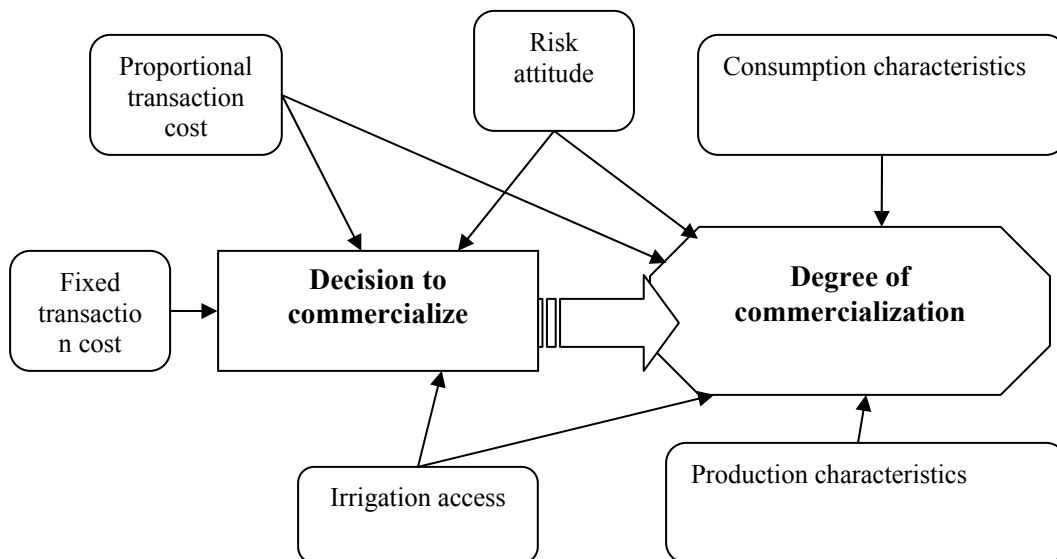 Proportional
transaction
cost
Risk
attitude
Consumption characteristics
Fixed
transactio
n cost
Decision to
commercialize
Degree of
commercialization
Irrigation access
Production characteristics